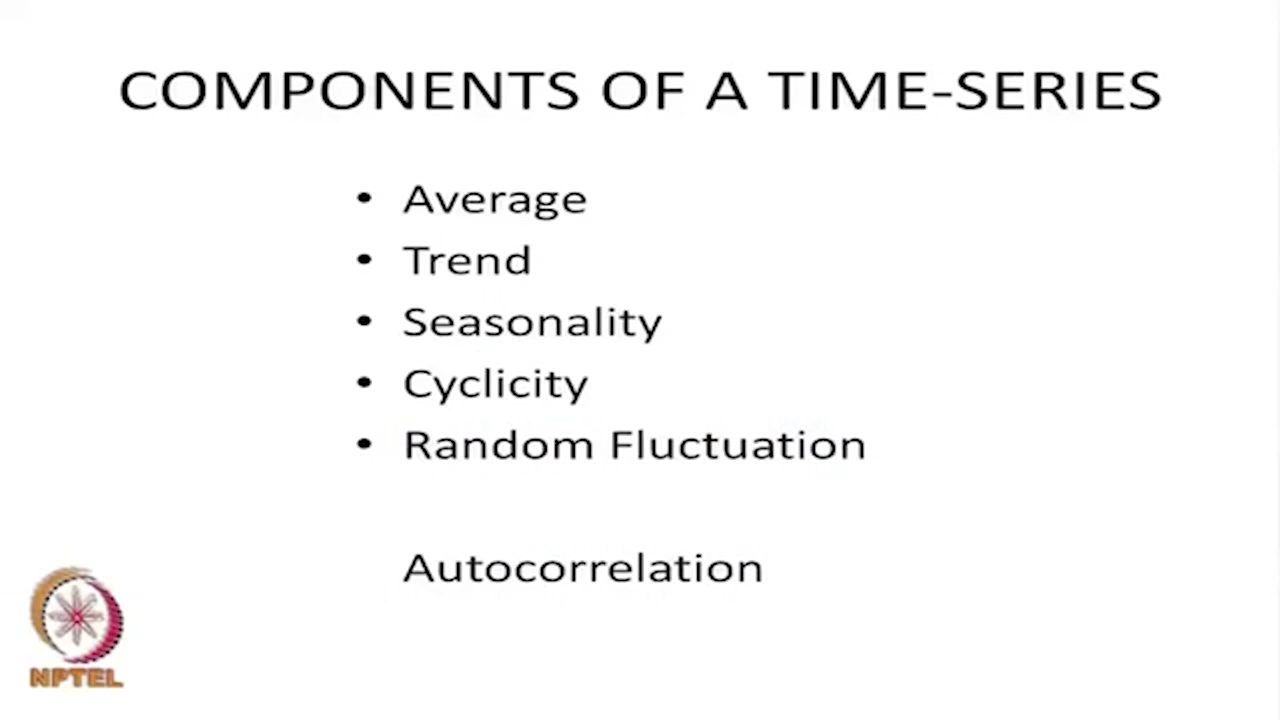 COMPONENTS OF A TIME-SERIES
• Average
• Trend
• Seasonality
• Cyclicity
• Random Fluctuation
Autocorrelation
NPTEL